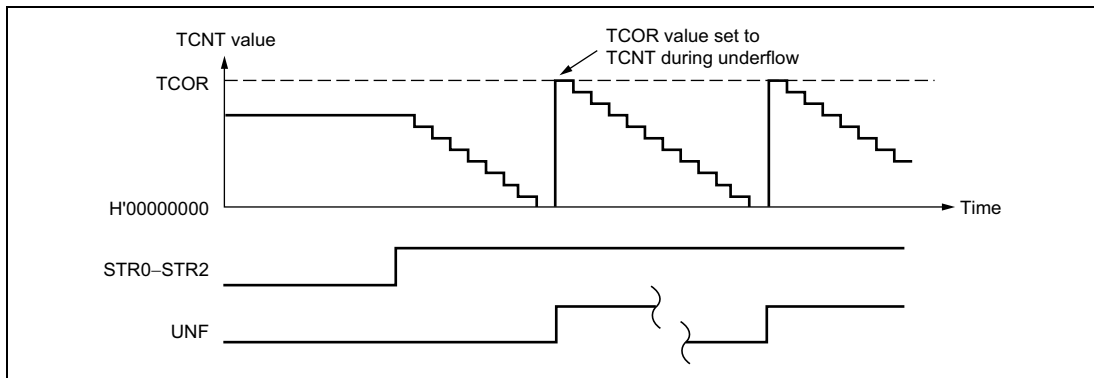 TCNT value
TCOR value set to
TCNT during underflow
TCOR
H'00000000
Time
STR0–STR2
UNF